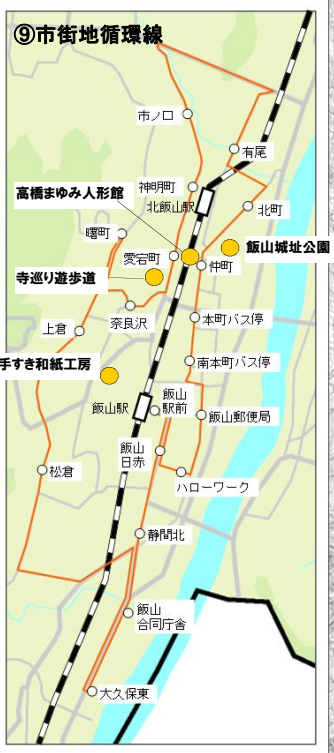 ⑨市街地循環線
市ノ口
有尾
高橋まゆみ人形館
神明町
北飯山駅
北町
曙町
愛宕町
仲町
飯山城址公園
寺巡り遊歩道
奈良沢
本町バス停
上倉
南本町バス停
手すき和紙工房
飯山駅
飯山
駅前
飯山郵便局
飯山
日赤
松倉
ハローワーク
静間北
飯山
合同庁舎
大久保東